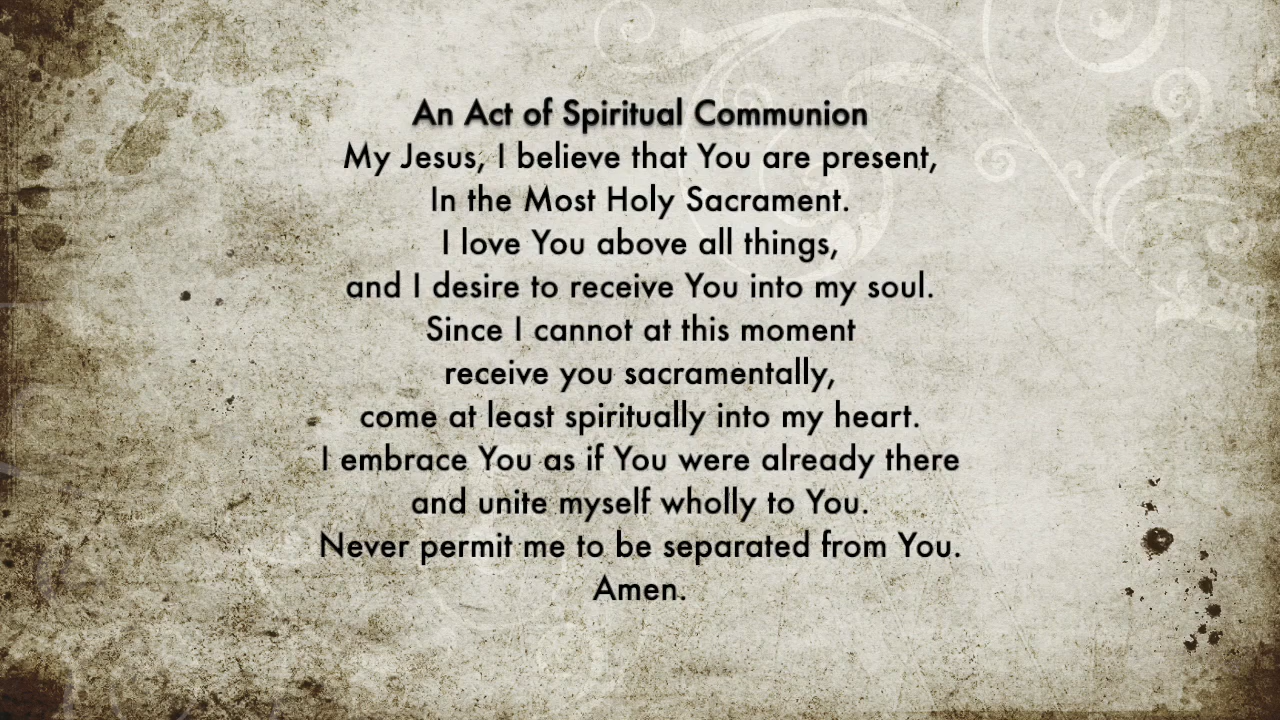 An Act of Spiritual Communion
My Jesus, I believe that You are present,
In the Most Holy Sacrament.
I love You above all things,
and I desire to receive You into my soul.
Since I cannot at this moment
receive you sacramentally,
come at least spiritually into my heart.
I embrace You as if You were already there
and unite myself wholly to You.
Never permit me to be separated from You.
Amen.